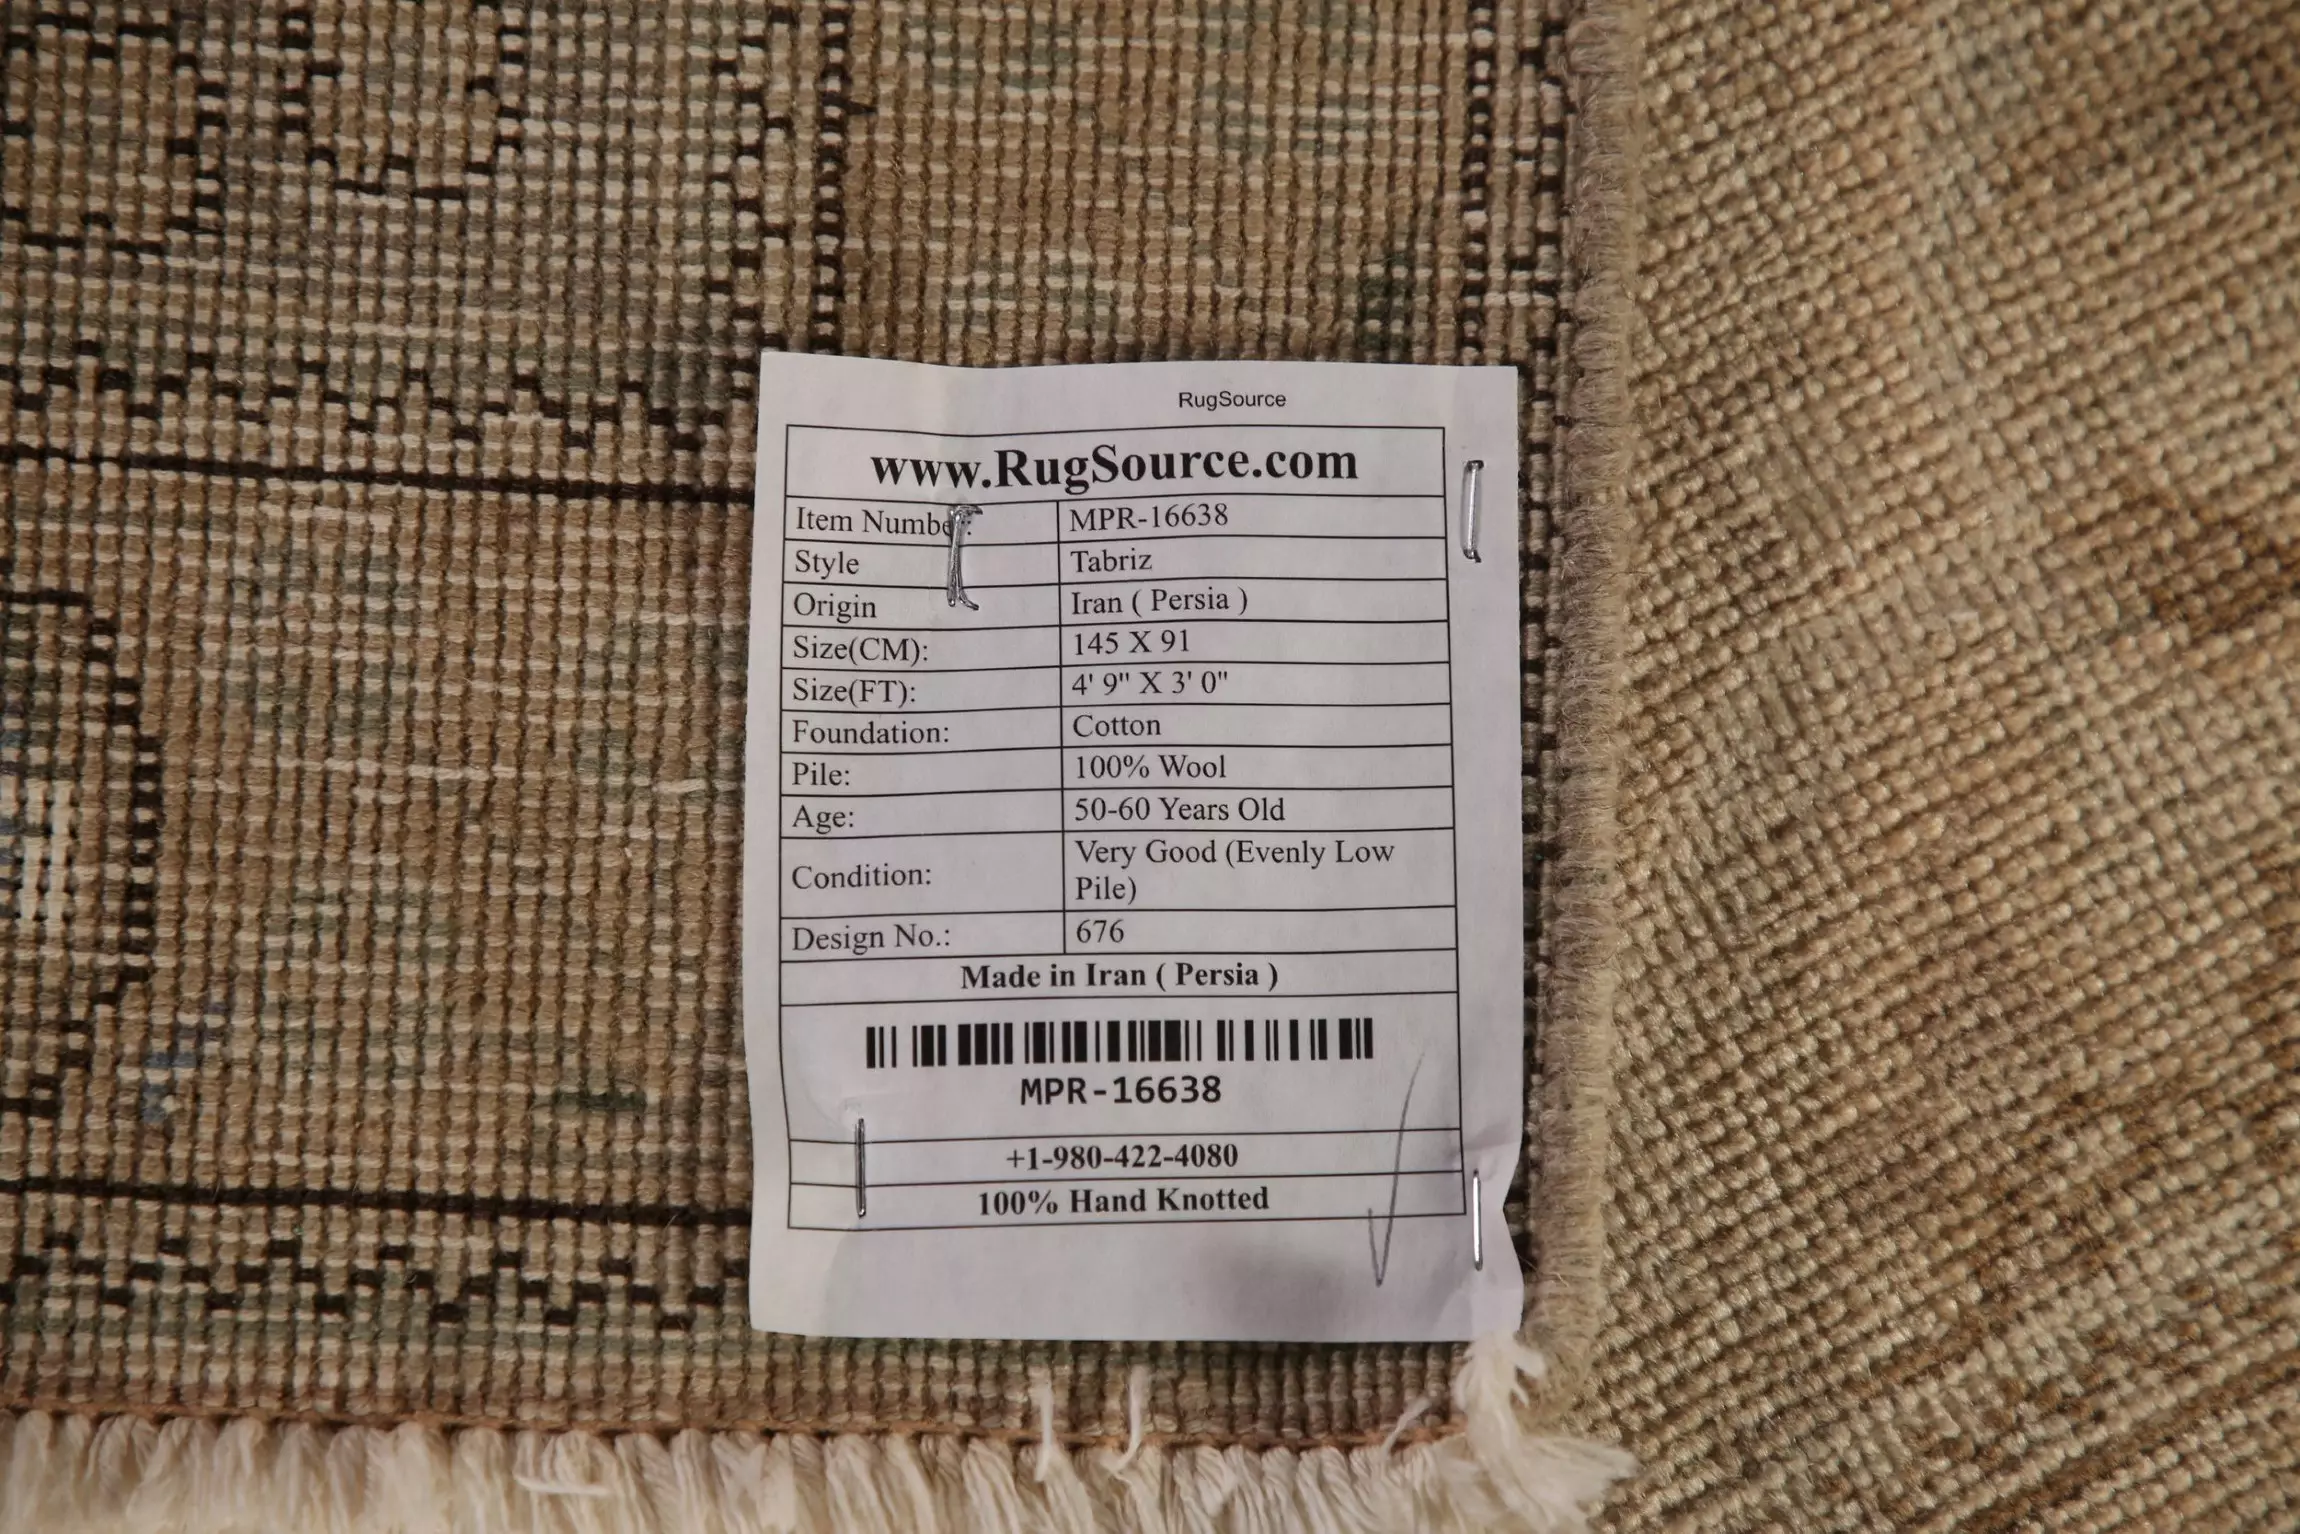 RugSource
www.RugSource.com
Item Number: MPR-16638
Style Tabriz
Origin Iran ( Persia )
Size(CM): 145 X 91
Size(FT): 4' 9" X 3' 0"
Foundation: Cotton
Pile: 100% Wool
Age: 50-60 Years Old
Condition: Very Good (Evenly Low
Pile)
Design No.: 676
Made in Iran ( Persia )
MPR-16638
+1-980-422-4080
100% Hand Knotted